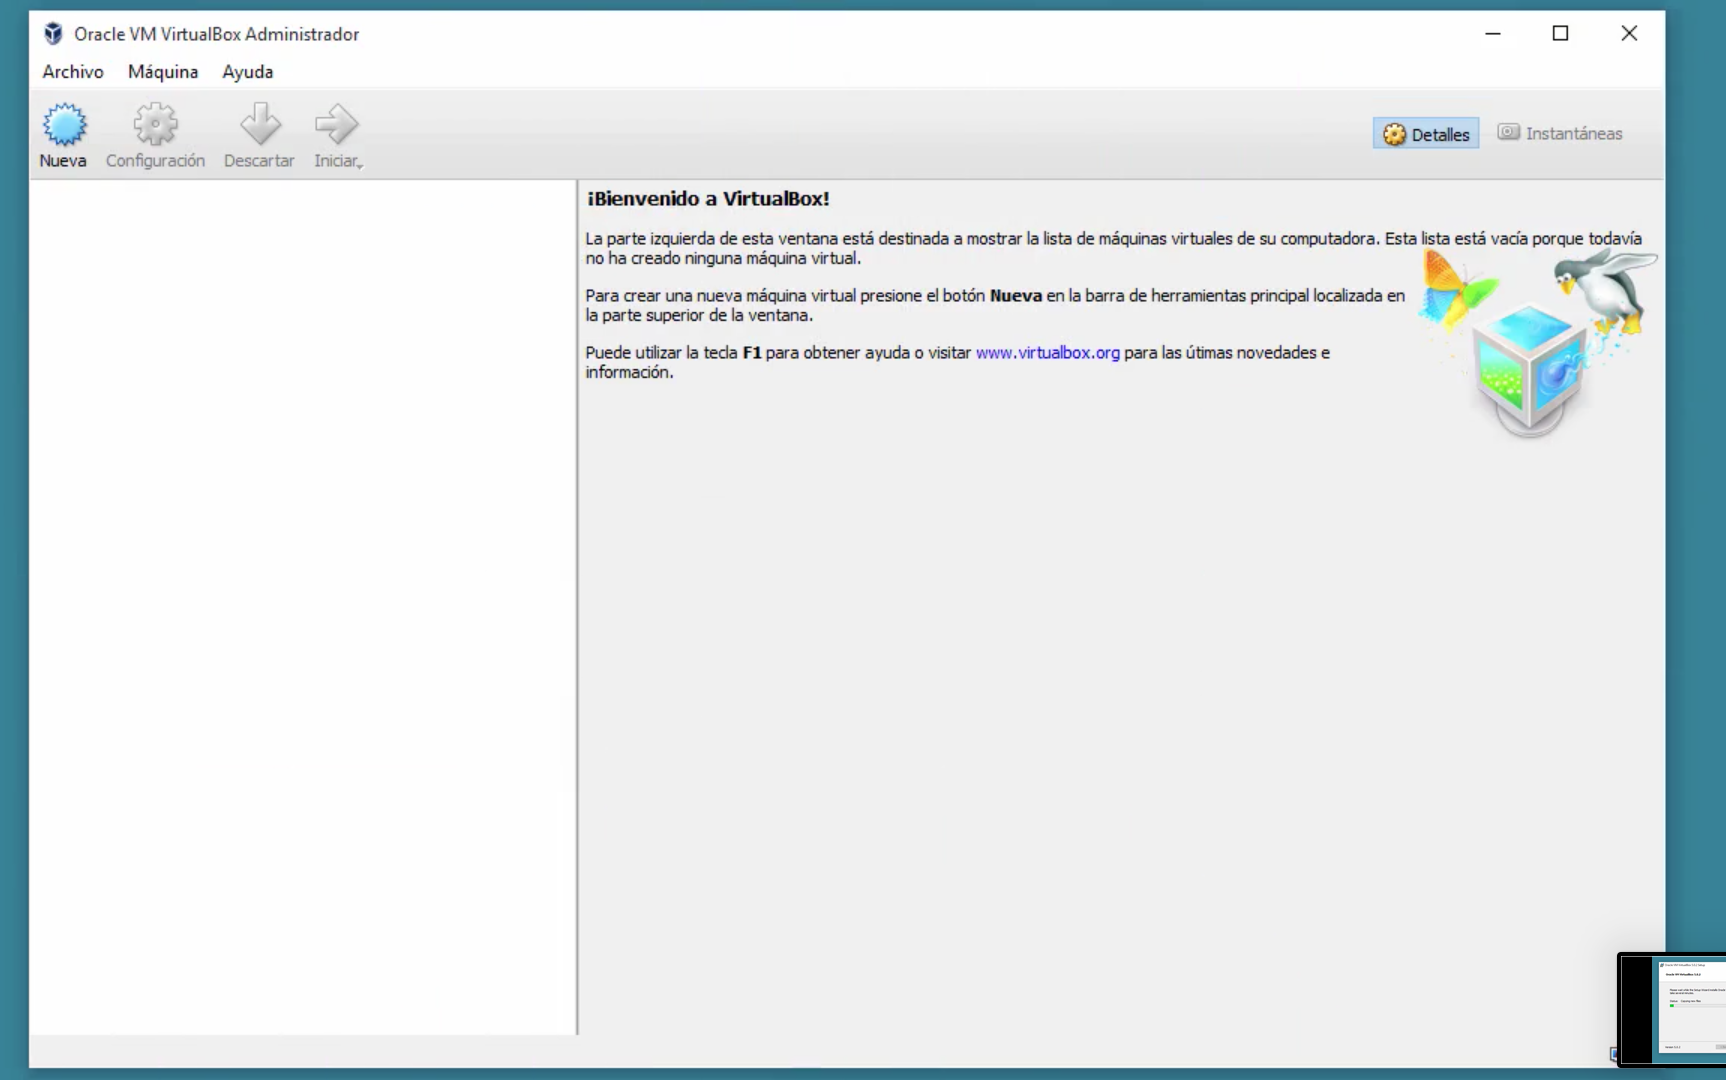 Oracle VM VirtualBox Administrador
Archivo Máquina Ayuda
Nueva Configuración Descartar Iniciar
Detalles Instantáneas
¡Bienvenido a VirtualBox!
La parte izquierda de esta ventana está destinada a mostrar la lista de máquinas virtuales de su computadora. Esta lista está vacía porque todavía
no ha creado ninguna máquina virtual.
Para crear una nueva máquina virtual presione el botón Nueva en la barra de herramientas principal localizada en
la parte superior de la ventana.
Puede utilizar la tecla F1 para obtener ayuda o visitar www.virtualbox.org para las útimas novedades e
información.